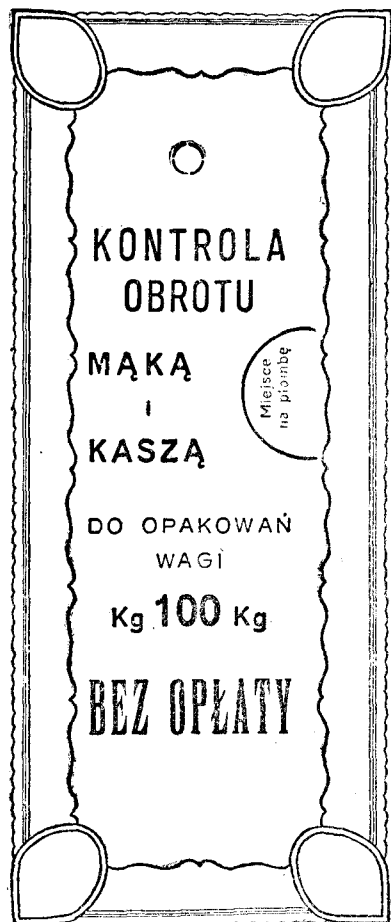 KONTROLA
OBROTU
MĄKĄ
i
KASZĄ
Miejsce
na plombę
DO OPAKOWAŃ
WAGI
Kg 100 Kg
BEZ OPŁATY